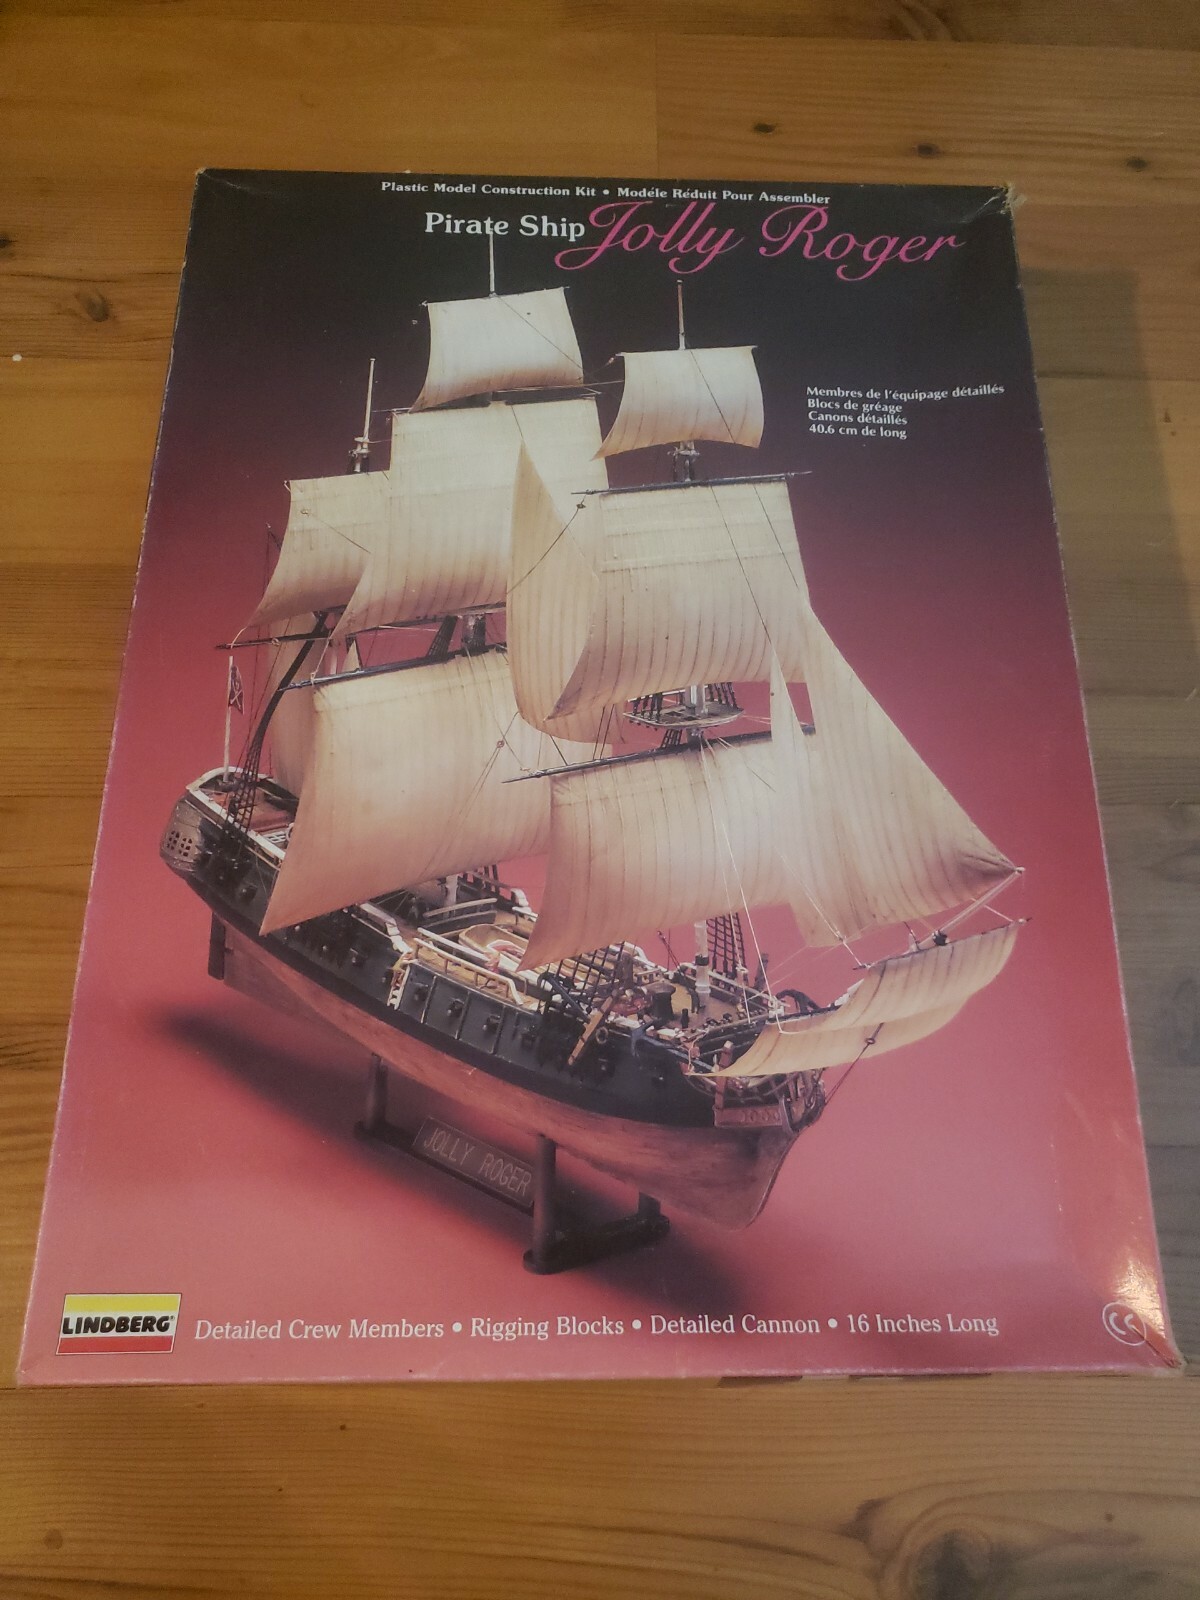 Plastic Model Construction Kit • Modéle Réduit Pour Assembler
Pirate Ship Jolly Roger
Membres de l'équipage détaillés
Blocs de gréage
Canons détaillés
40.6 cm de long
JOLLY ROGER
LINDBERG®
Detailed Crew Members • Rigging Blocks • Detailed Cannon • 16 Inches Long
CE